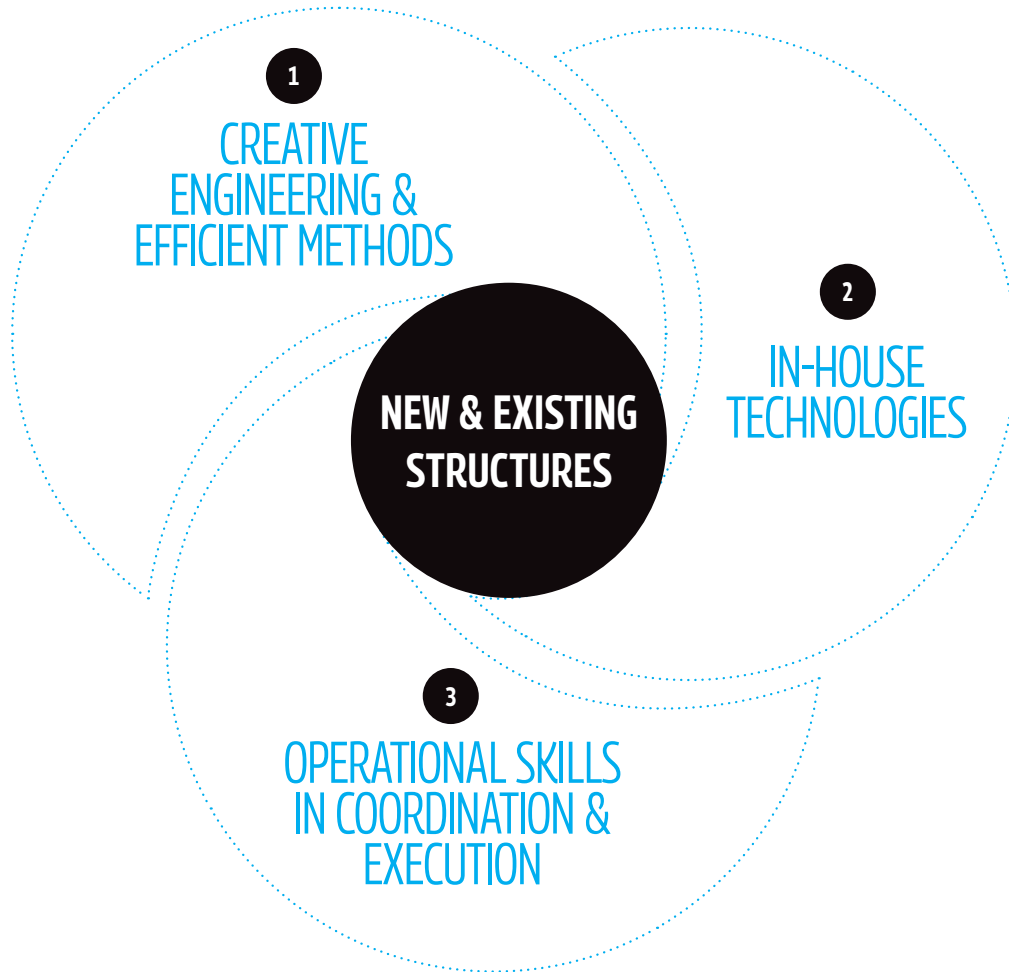 1
CREATIVE
ENGINEERING &
EFFICIENT METHODS
2
IN-HOUSE
TECHNOLOGIES
NEW & EXISTING
STRUCTURES
3
OPERATIONAL SKILLS
IN COORDINATION &
EXECUTION